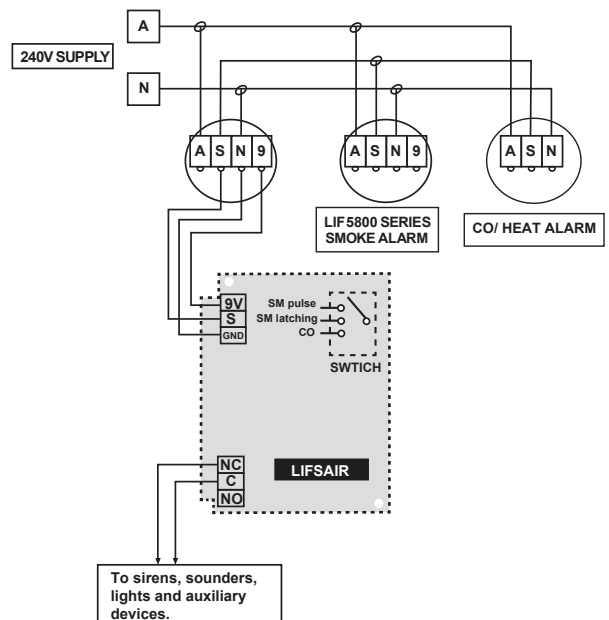 A
240V SUPPLY
N
A S N 9
A S N 9
A S N
LIF5800 SERIES
SMOKE ALARM
CO/ HEAT ALARM
9V
S
GND
SM pulse
SM latching
CO
SWTICH
NC
C
NO
LIFSAIR
To sirens, sounders,
lights and auxiliary
devices.